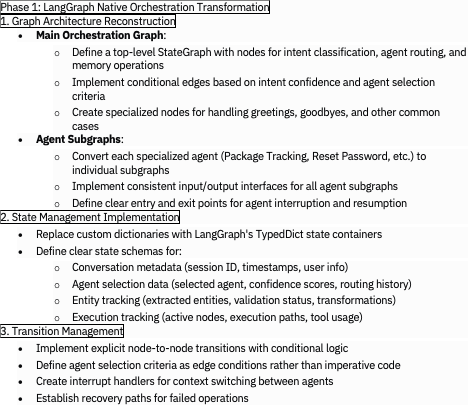 Phase 1: LangGraph Native Orchestration Transformation
1. Graph Architecture Reconstruction
• Main Orchestration Graph:
o Define a top-level StateGraph with nodes for intent classification, agent routing, and
memory operations
o Implement conditional edges based on intent confidence and agent selection
criteria
o Create specialized nodes for handling greetings, goodbyes, and other common
cases
• Agent Subgraphs:
o Convert each specialized agent (Package Tracking, Reset Password, etc.) to
individual subgraphs
o Implement consistent input/output interfaces for all agent subgraphs
o Define clear entry and exit points for agent interruption and resumption
2. State Management Implementation
• Replace custom dictionaries with LangGraph's TypedDict state containers
• Define clear state schemas for:
o Conversation metadata (session ID, timestamps, user info)
o Agent selection data (selected agent, confidence scores, routing history)
o Entity tracking (extracted entities, validation status, transformations)
o Execution tracking (active nodes, execution paths, tool usage)
3. Transition Management
• Implement explicit node-to-node transitions with conditional logic
• Define agent selection criteria as edge conditions rather than imperative code
• Create interrupt handlers for context switching between agents
• Establish recovery paths for failed operations